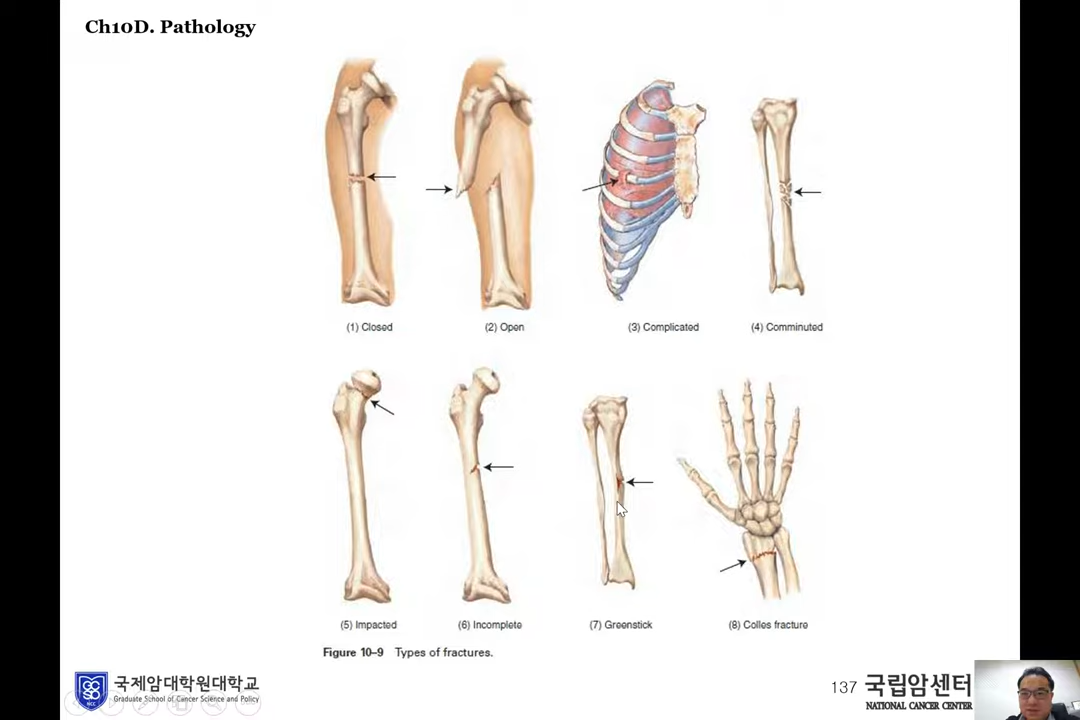 Ch10D. Pathology
(1) Closed
(2) Open
(3) Complicated
(4) Comminuted
(5) Impacted
(6) Incomplete
(7) Greenstick
(8) Colles fracture
Figure 10–9 Types of fractures.
국제암대학원대학교
Graduate School of Cancer Science and Policy
NCC
137
국립암센터
NATIONAL CANCER CENTER